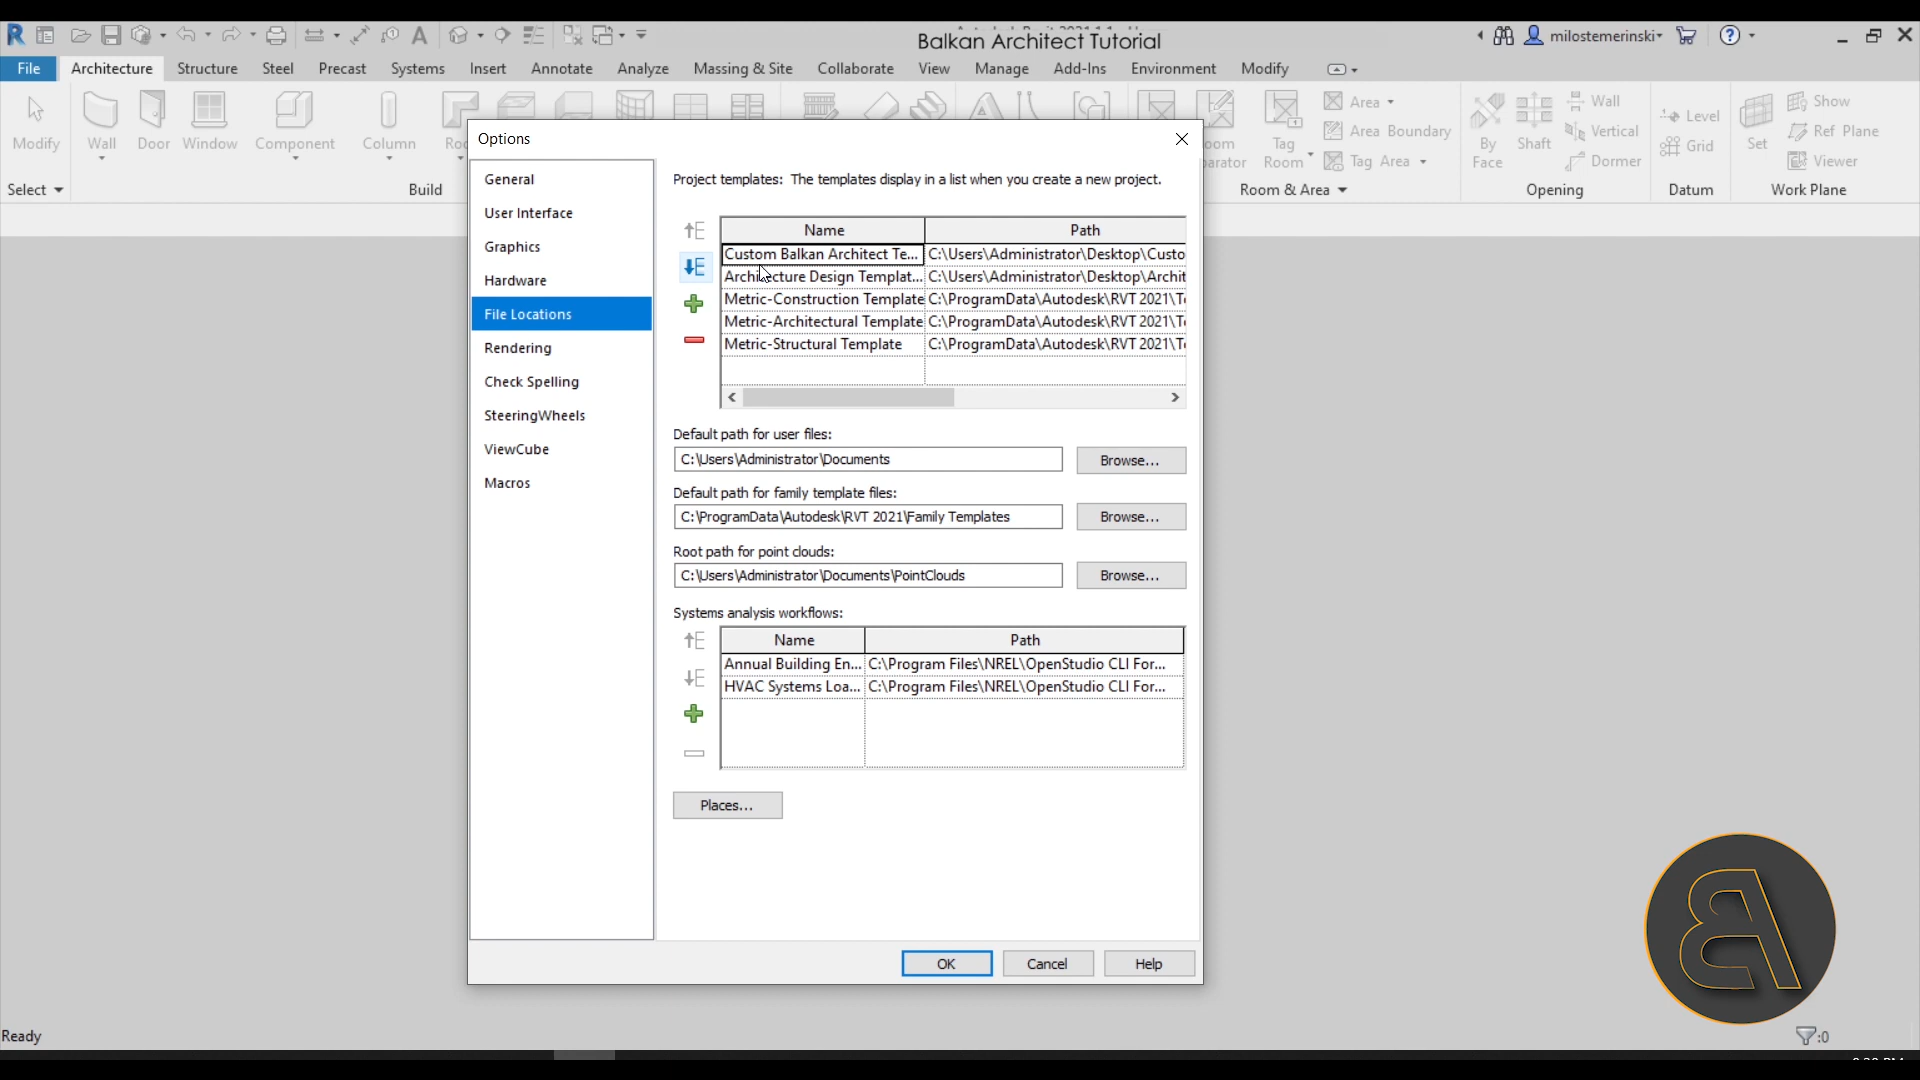 Balkan Architect Tutorial
milostemerinski
File Architecture Structure Steel Precast Systems Insert Annotate Analyze Massing & Site Collaborate View Manage Add-Ins Environment Modify
Modify Wall Door Window Component Column
Tag Room
Area
Area Boundary
Tag Area
By Face
Shaft
Wall
Vertical
Dormer
Level
Grid
Set
Show
Ref Plane
Viewer
Select Build Room & Area Opening Datum Work Plane
Options
General
User Interface
Graphics
Hardware
File Locations
Rendering
Check Spelling
SteeringWheels
ViewCube
Macros
Project templates: The templates display in a list when you create a new project.
Name Path
Custom Balkan Architect Te... C:\Users\Administrator\Desktop\Custo
Architecture Design Templat... C:\Users\Administrator\Desktop\Archit
Metric-Construction Template C:\ProgramData\Autodesk\RVT 2021\T
Metric-Architectural Template C:\ProgramData\Autodesk\RVT 2021\T
Metric-Structural Template C:\ProgramData\Autodesk\RVT 2021\T
Default path for user files:
C:\Users\Administrator\Documents Browse...
Default path for family template files:
C:\ProgramData\Autodesk\RVT 2021\Family Templates Browse...
Root path for point clouds:
C:\Users\Administrator\Documents\PointClouds Browse...
Systems analysis workflows:
Name Path
Annual Building En... C:\Program Files\NREL\OpenStudio CLI For...
HVAC Systems Loa... C:\Program Files\NREL\OpenStudio CLI For...
Places...
OK Cancel Help
Ready
:0